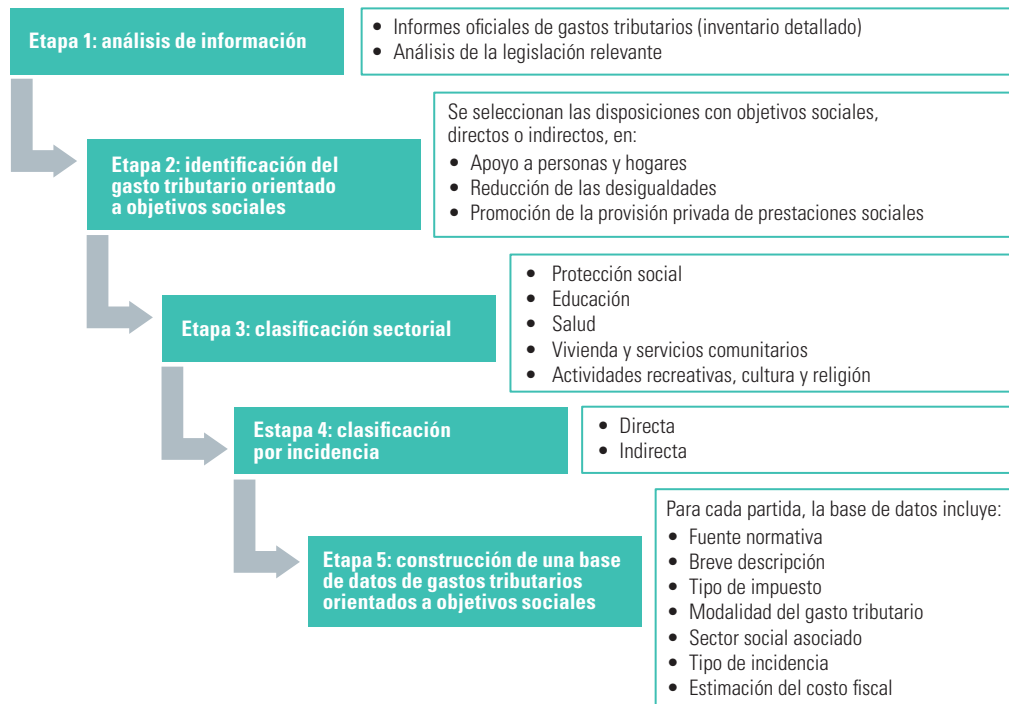 Etapa 1: análisis de información
• Informes oficiales de gastos tributarios (inventario detallado)
• Análisis de la legislación relevante
Etapa 2: identificación del
gasto tributario orientado
a objetivos sociales
Se seleccionan las disposiciones con objetivos sociales,
directos o indirectos, en:
• Apoyo a personas y hogares
• Reducción de las desigualdades
• Promoción de la provisión privada de prestaciones sociales
Etapa 3: clasificación sectorial
• Protección social
• Educación
• Salud
• Vivienda y servicios comunitarios
• Actividades recreativas, cultura y religión
Estapa 4: clasificación
por incidencia
• Directa
• Indirecta
Etapa 5: construcción de una base
de datos de gastos tributarios
orientados a objetivos sociales
Para cada partida, la base de datos incluye:
• Fuente normativa
• Breve descripción
• Tipo de impuesto
• Modalidad del gasto tributario
• Sector social asociado
• Tipo de incidencia
• Estimación del costo fiscal